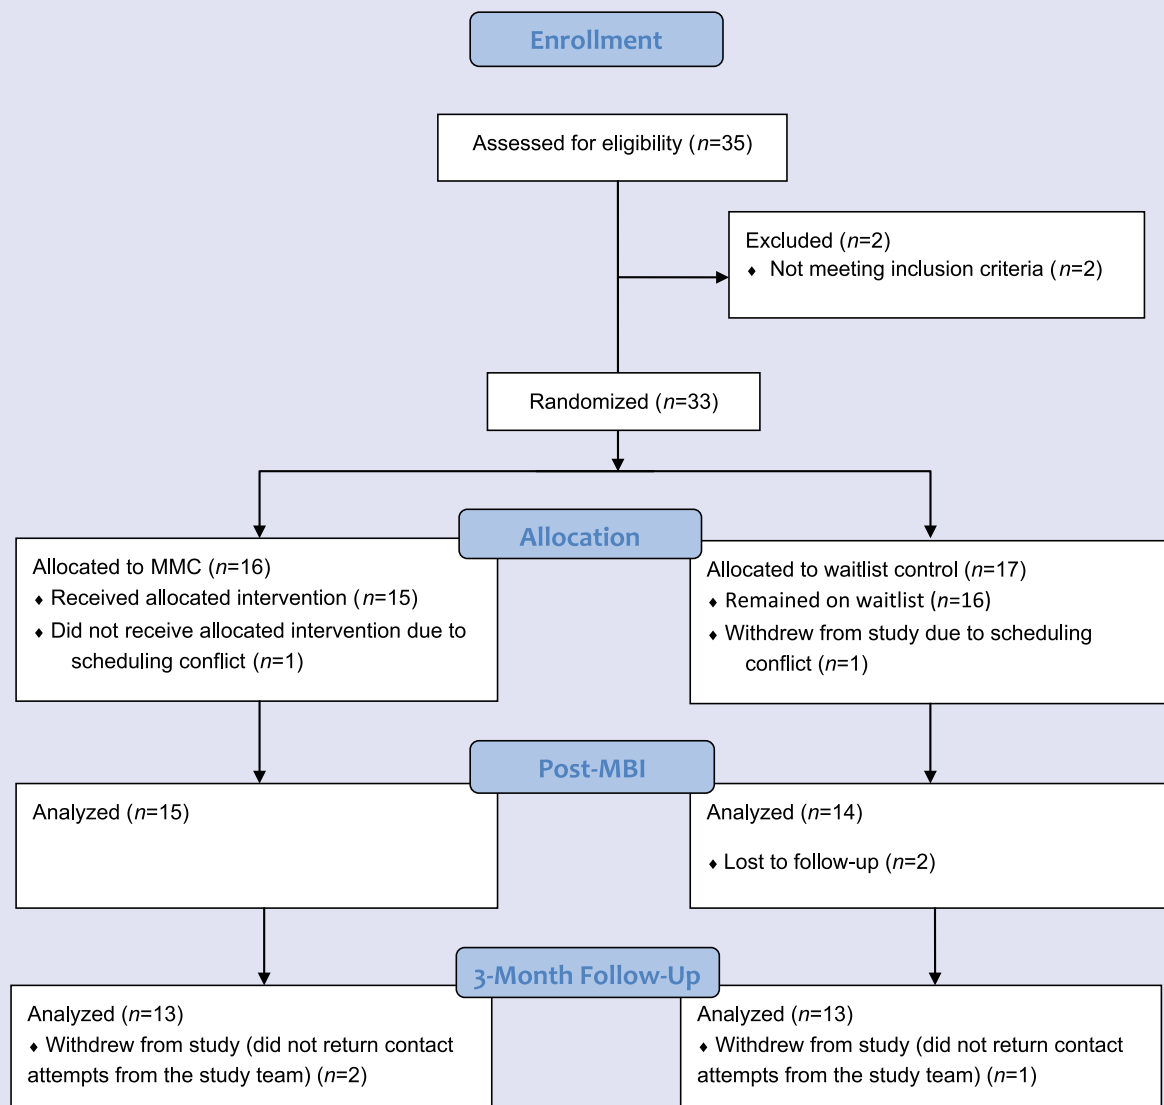 Enrollment
Assessed for eligibility (n=35)
Excluded (n=2)
♦ Not meeting inclusion criteria (n=2)
Randomized (n=33)
Allocation
Allocated to MMC (n=16)
♦ Received allocated intervention (n=15)
♦ Did not receive allocated intervention due to
scheduling conflict (n=1)
Allocated to waitlist control (n=17)
♦ Remained on waitlist (n=16)
♦ Withdrew from study due to scheduling
conflict (n=1)
Post-MBI
Analyzed (n=15)
Analyzed (n=14)
♦ Lost to follow-up (n=2)
3-Month Follow-Up
Analyzed (n=13)
♦ Withdrew from study (did not return contact
attempts from the study team) (n=2)
Analyzed (n=13)
♦ Withdrew from study (did not return contact
attempts from the study team) (n=1)